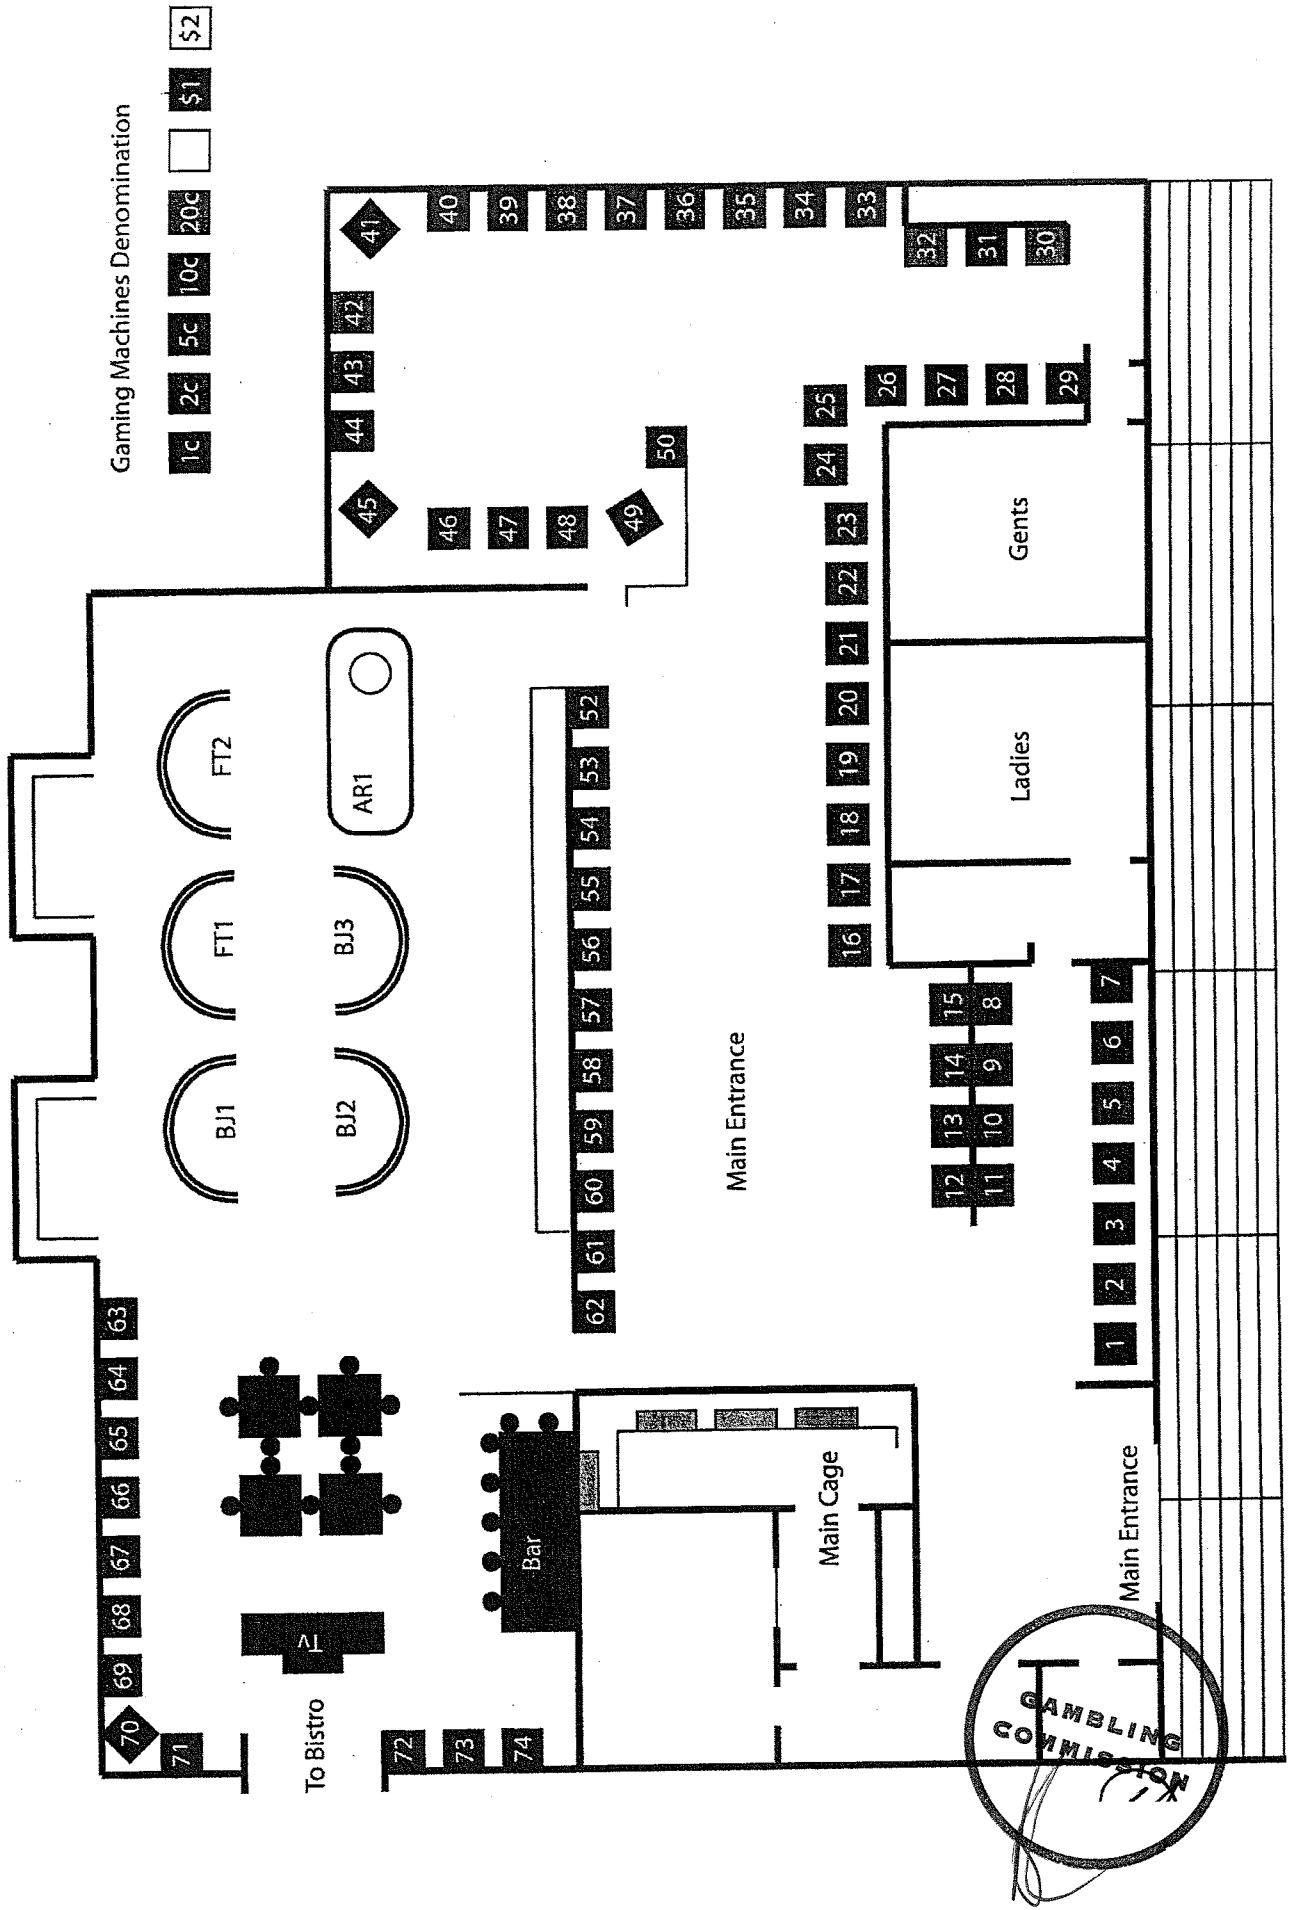 Gaming Machines Denomination
1c 2c 5c 10c 20c $1 $2
70 69 68 67 66 65 64 63
71
To Bistro
Tv
72
73
74
Bar
BJ1
FT1
FT2
BJ2
BJ3
AR1
45 44 43 42 41
46
47
48
49
50
40
39
38
37
36
35
34
33
32
31
30
62 61 60 59 58 57 56 55 54 53 52
Main Entrance
25
24
23
22
21
20
19
18
17
16
26
27
28
29
Gents
Ladies
Main Cage
12 13 14 15
11 10 9 8
1 2 3 4 5 6 7
Main Entrance
GAMBLING
COMMISSION